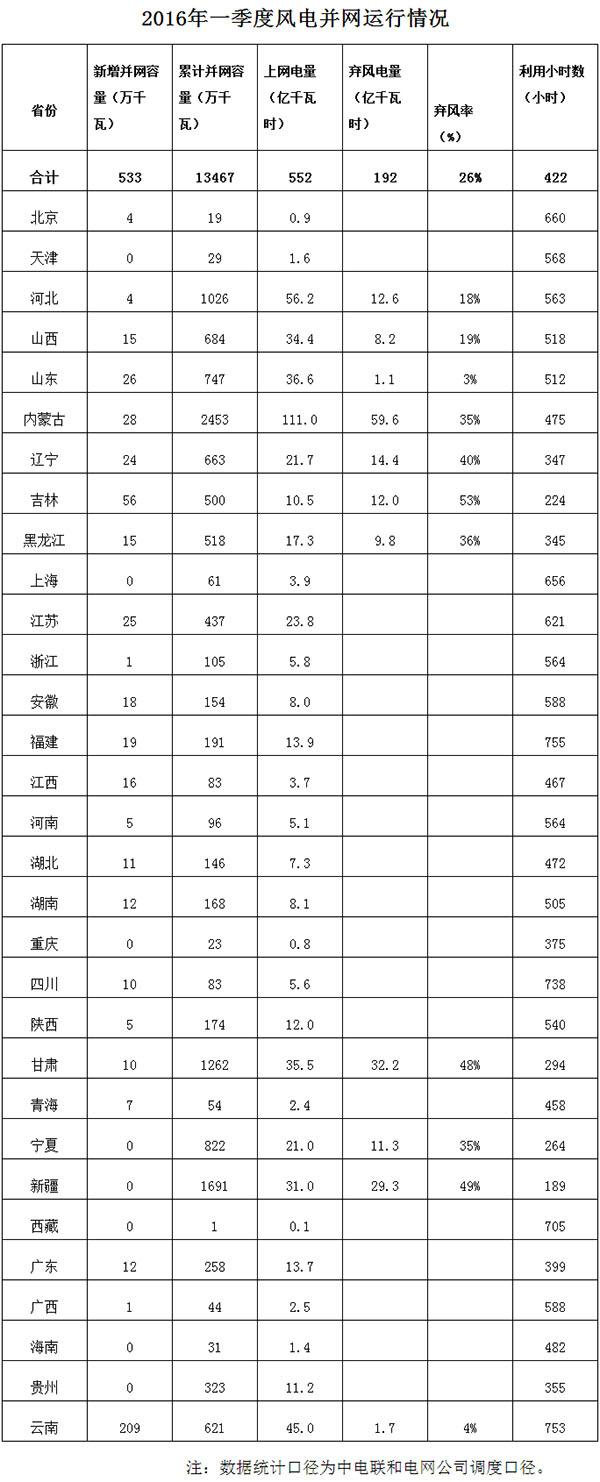 2016年一季度风电并网运行情况
省份 新增并网容量（万千瓦） 累计并网容量（万千瓦） 上网电量（亿千瓦时） 弃风电量（亿千瓦时） 弃风率（%） 利用小时数（小时）
合计 533 13467 552 192 26% 422
北京 4 19 0.9 660
天津 0 29 1.6 568
河北 4 1026 56.2 12.6 18% 563
山西 15 684 34.4 8.2 19% 518
山东 26 747 36.6 1.1 3% 512
内蒙古 28 2453 111.0 59.6 35% 475
辽宁 24 663 21.7 14.4 40% 347
吉林 56 500 10.5 12.0 53% 224
黑龙江 15 518 17.3 9.8 36% 345
上海 0 61 3.9 656
江苏 25 437 23.8 621
浙江 1 105 5.8 564
安徽 18 154 8.0 588
福建 19 191 13.9 755
江西 16 83 3.7 467
河南 5 96 5.1 564
湖北 11 146 7.3 472
湖南 12 168 8.1 505
重庆 0 23 0.8 375
四川 10 83 5.6 738
陕西 5 174 12.0 540
甘肃 10 1262 35.5 32.2 48% 294
青海 7 54 2.4 458
宁夏 0 822 21.0 11.3 35% 264
新疆 0 1691 31.0 29.3 49% 189
西藏 0 1 0.1 705
广东 12 258 13.7 399
广西 1 44 2.5 588
海南 0 31 1.4 482
贵州 0 323 11.2 355
云南 209 621 45.0 1.7 4% 753
注：数据统计口径为中电联和电网公司调度口径。